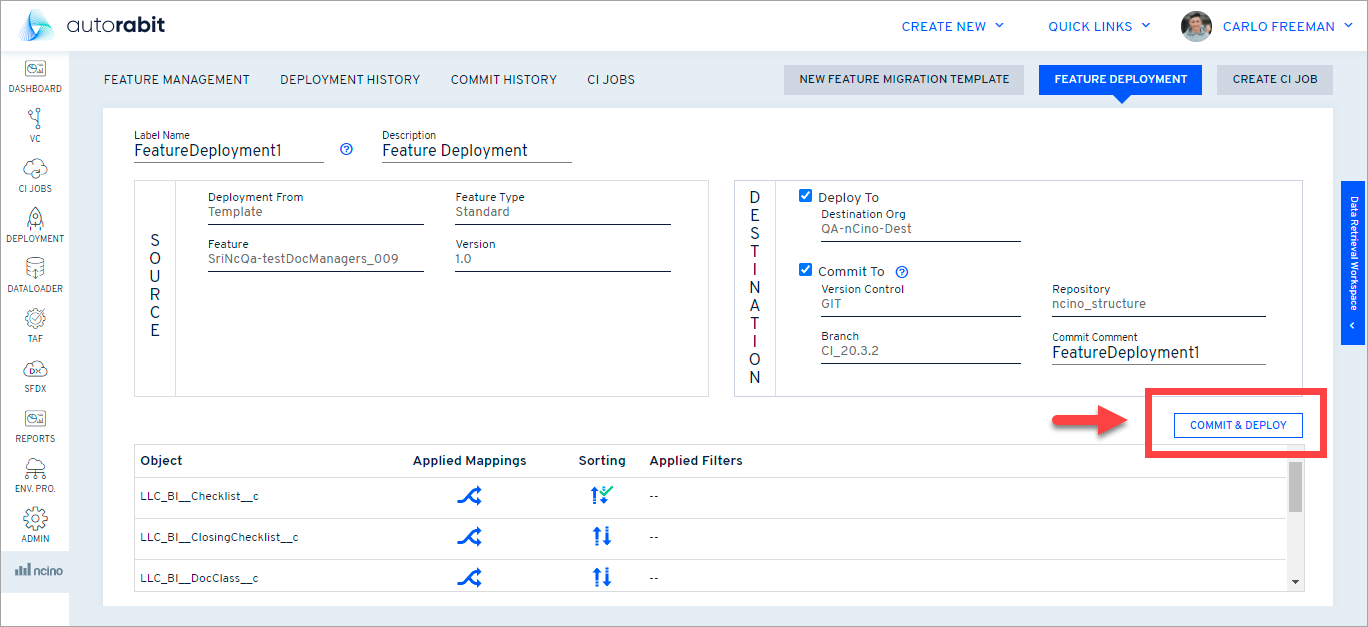 autorabit
CREATE NEW
QUICK LINKS
CARLO FREEMAN
DASHBOARD
VC
CI JOBS
DEPLOYMENT
DATALOADER
TAF
DX
SFDX
REPORTS
ENV. PRO.
ADMIN
ncino
FEATURE MANAGEMENT
DEPLOYMENT HISTORY
COMMIT HISTORY
CI JOBS
NEW FEATURE MIGRATION TEMPLATE
FEATURE DEPLOYMENT
CREATE CI JOB
Label Name
FeatureDeployment1
?
Description
Feature Deployment
SOURCE
Deployment From
Template
Feature Type
Standard
Feature
SriNcQa-testDocManagers_009
Version
1.0
DESTINATION
Deploy To
Destination Org
QA-nCino-Dest
Commit To ?
Version Control
GIT
Repository
ncino_structure
Branch
CI_20.3.2
Commit Comment
FeatureDeployment1
Data Retrieval Workspace
COMMIT & DEPLOY
Object Applied Mappings Sorting Applied Filters
LLC_BI__Checklist__c --
LLC_BI__ClosingChecklist__c --
LLC_BI__DocClass__c --